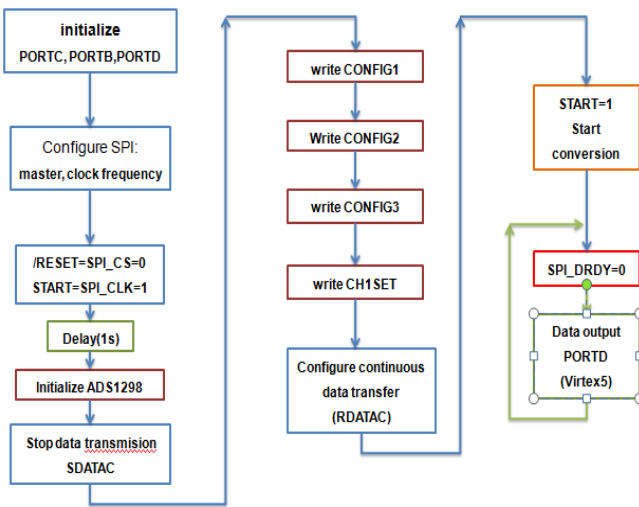 initialize
PORTC, PORTB,PORTD
Configure SPI:
master, clock frequency
/RESET=SPI_CS=0
START=SPI_CLK=1
Delay(1s)
Initialize ADS1298
Stop data transmision
SDATAC
write CONFIG1
Write CONFIG2
write CONFIG3
write CH1SET
Configure continuous
data transfer
(RDATAC)
START=1
Start
conversion
SPI_DRDY=0
Data output
PORTD
(Virtex5)